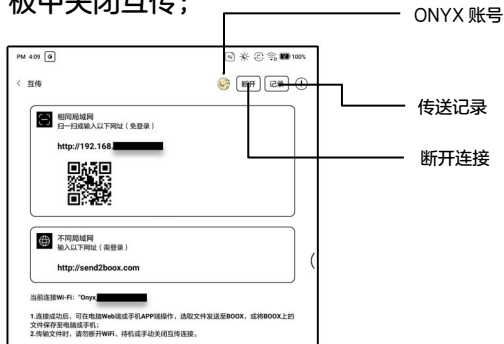 板中关闭互传；
ONYX 账号
PM 4:09
100%
互传
断开
记录
传送记录
断开连接
相同局域网
扫一扫或输入以下网址（免登录）
http://192.168.
不同局域网
输入以下网址（需登录）
http://send2boox.com
当前连接Wi-Fi: "Onyx_
1.连接成功后，可在电脑Web端或手机APP端操作，选取文件发送至BOOX，或将BOOX上的
文件保存至电脑或手机；
2.传输文件时，请勿断开WiFi、待机或手动关闭互传连接。